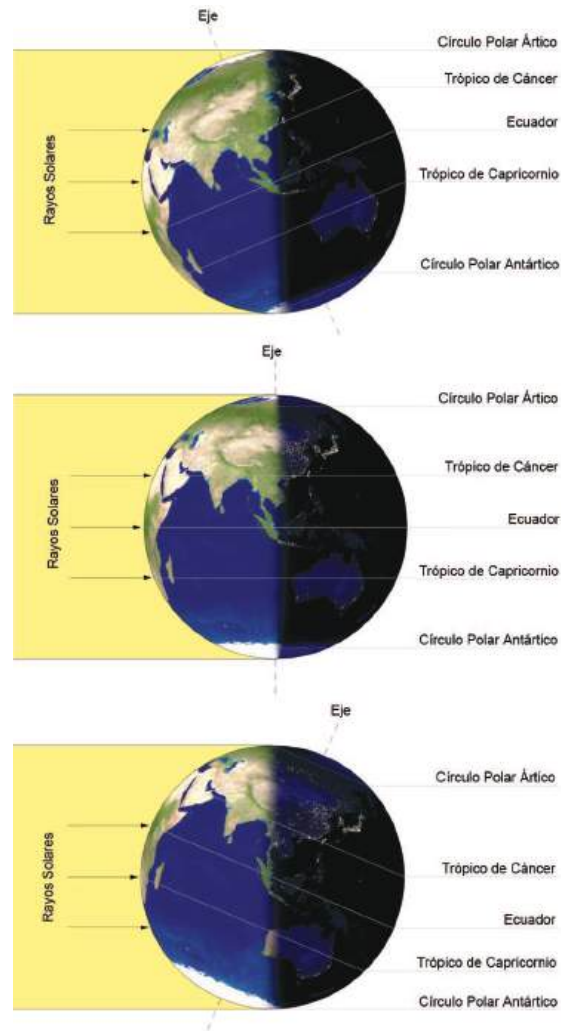 Eje
Círculo Polar Ártico
Trópico de Cáncer
Ecuador
Rayos Solares
Trópico de Capricornio
Círculo Polar Antártico
Eje
Círculo Polar Ártico
Trópico de Cáncer
Rayos Solares
Ecuador
Trópico de Capricornio
Círculo Polar Antártico
Eje
Círculo Polar Ártico
Rayos Solares
Trópico de Cáncer
Ecuador
Trópico de Capricornio
Círculo Polar Antártico